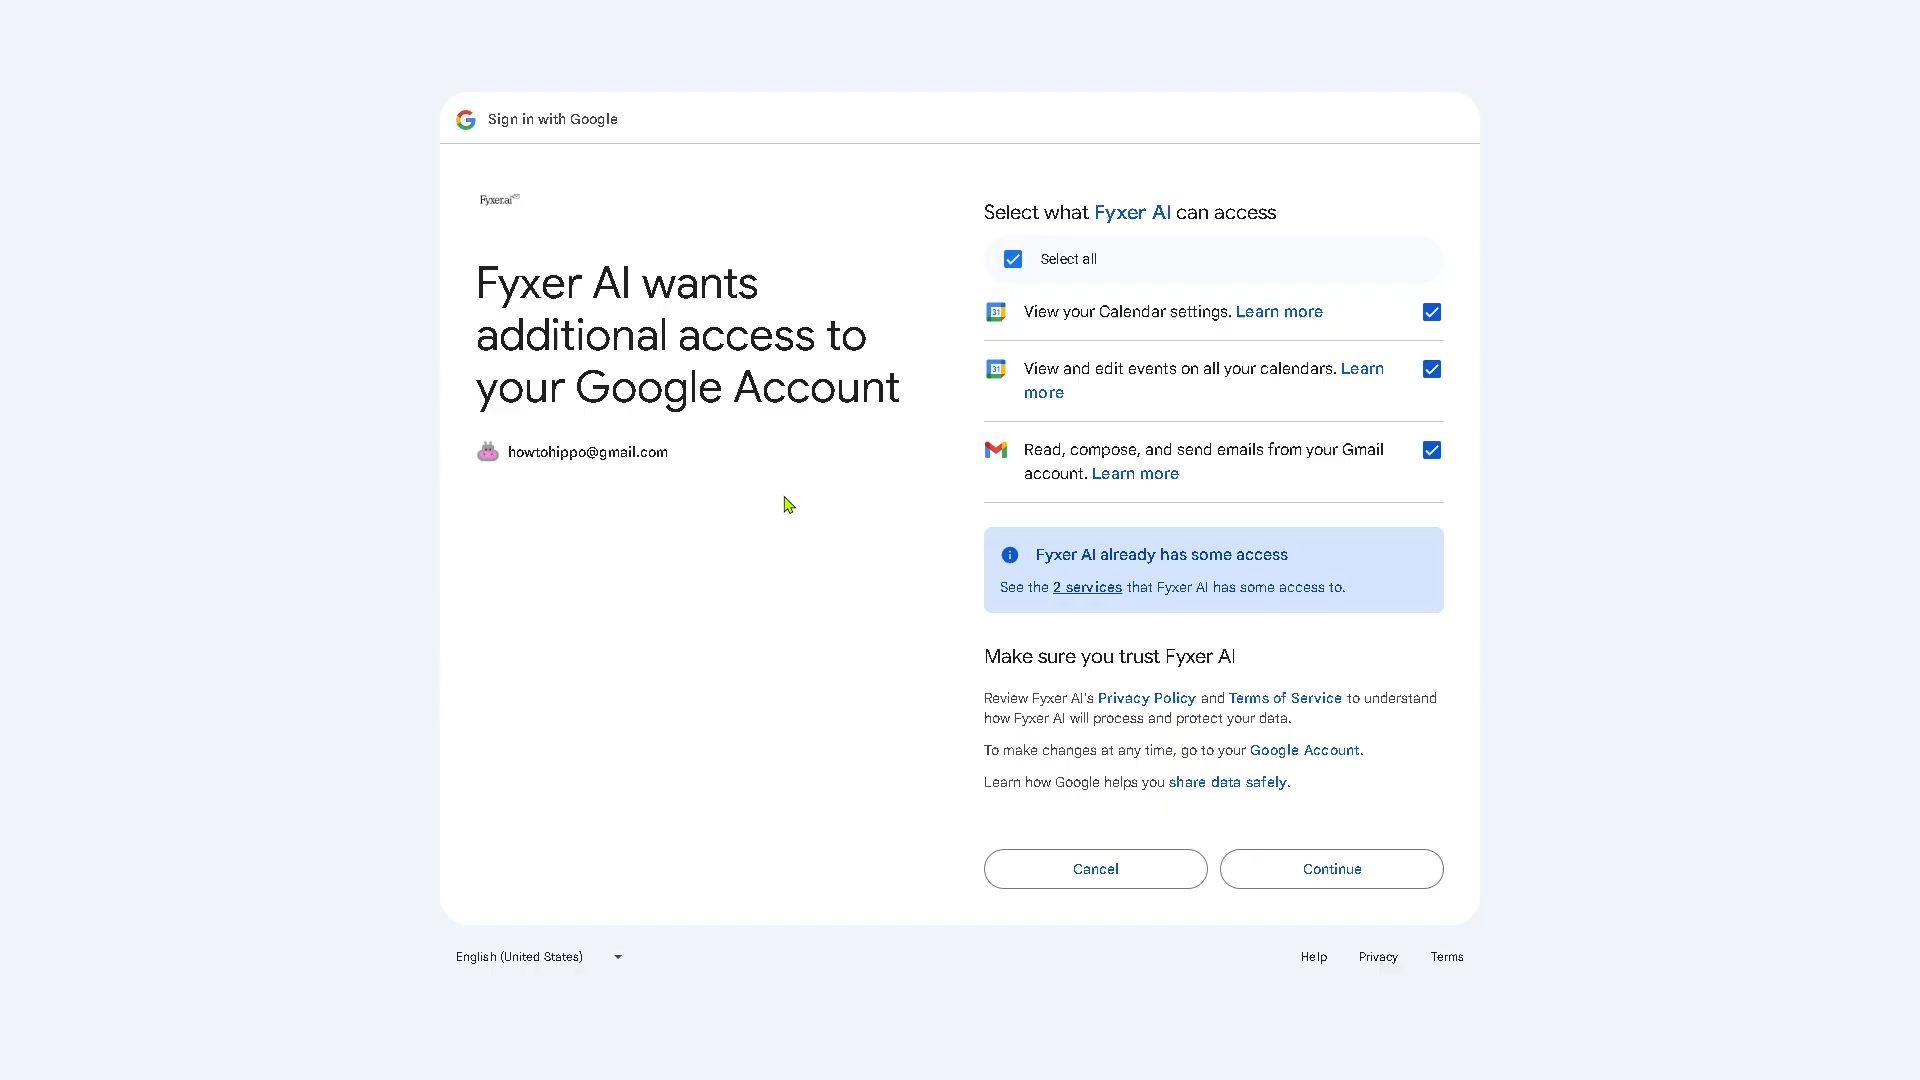 Sign in with Google
Fyxer.ai
Fyxer AI wants
additional access to
your Google Account
howtohippo@gmail.com
Select what Fyxer AI can access
Select all
31
View your Calendar settings. Learn more
31
View and edit events on all your calendars. Learn
more
Read, compose, and send emails from your Gmail
account. Learn more
Fyxer AI already has some access
See the 2 services that Fyxer AI has some access to.
Make sure you trust Fyxer AI
Review Fyxer AI's Privacy Policy and Terms of Service to understand
how Fyxer AI will process and protect your data.
To make changes at any time, go to your Google Account.
Learn how Google helps you share data safely.
Cancel
Continue
English (United States)
Help
Privacy
Terms